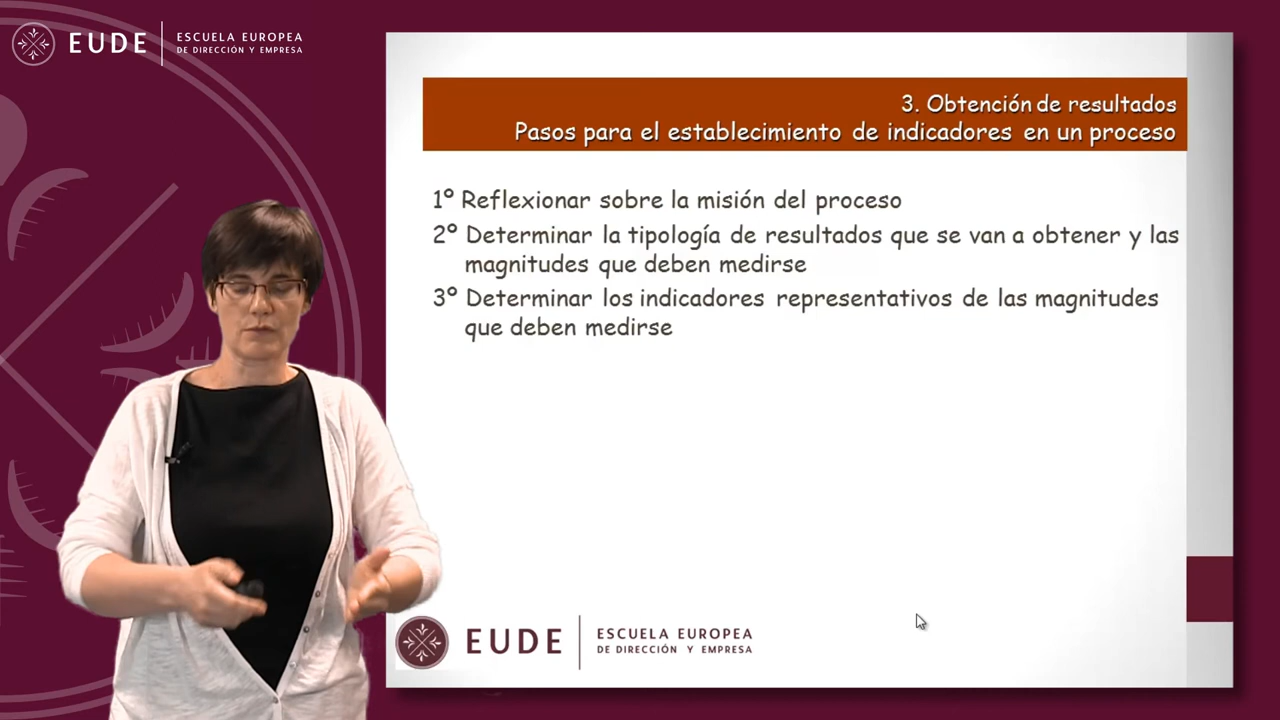 EUDE
ESCUELA EUROPEA
DE DIRECCIÓN Y EMPRESA
3. Obtención de resultados
Pasos para el establecimiento de indicadores en un proceso
1º Reflexionar sobre la misión del proceso
2º Determinar la tipología de resultados que se van a obtener y las
magnitudes que deben medirse
3º Determinar los indicadores representativos de las magnitudes
que deben medirse
EUDE
ESCUELA EUROPEA
DE DIRECCIÓN Y EMPRESA